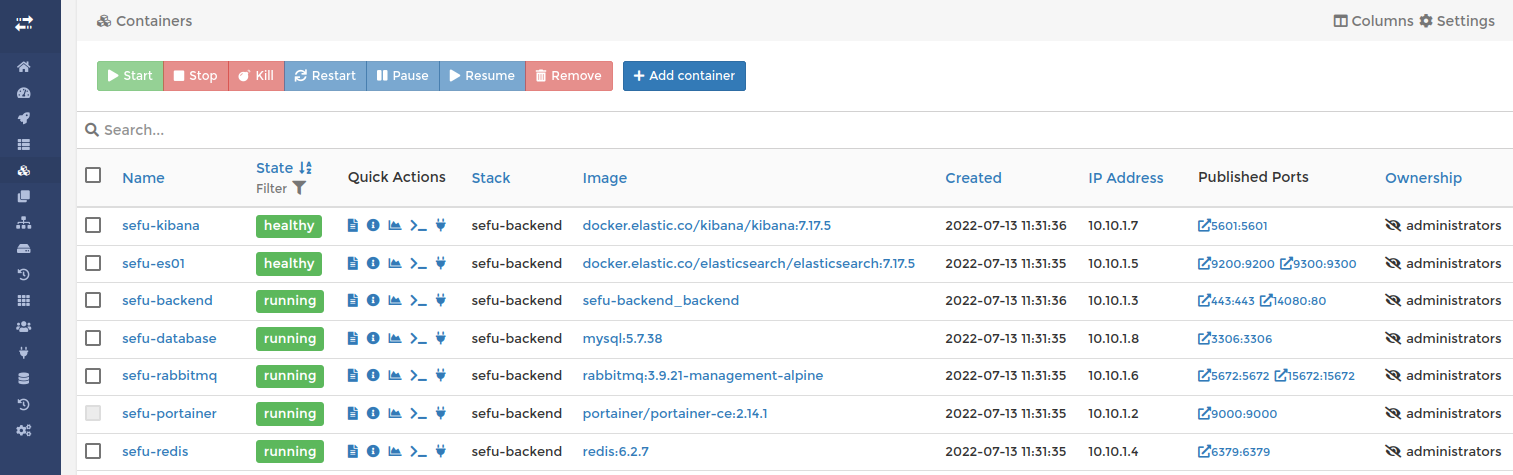 Containers Columns Settings
Start Stop Kill Restart Pause Resume Remove Add container
Search...
Name State Filter Quick Actions Stack Image Created IP Address Published Ports Ownership
sefu-kibana healthy sefu-backend docker.elastic.co/kibana/kibana:7.17.5 2022-07-13 11:31:36 10.10.1.7 5601:5601 administrators
sefu-es01 healthy sefu-backend docker.elastic.co/elasticsearch/elasticsearch:7.17.5 2022-07-13 11:31:35 10.10.1.5 9200:9200 9300:9300 administrators
sefu-backend running sefu-backend sefu-backend_backend 2022-07-13 11:31:36 10.10.1.3 443:443 14080:80 administrators
sefu-database running sefu-backend mysql:5.7.38 2022-07-13 11:31:35 10.10.1.8 3306:3306 administrators
sefu-rabbitmq running sefu-backend rabbitmq:3.9.21-management-alpine 2022-07-13 11:31:35 10.10.1.6 5672:5672 15672:15672 administrators
sefu-portainer running sefu-backend portainer/portainer-ce:2.14.1 2022-07-13 11:31:35 10.10.1.2 9000:9000 administrators
sefu-redis running sefu-backend redis:6.2.7 2022-07-13 11:31:35 10.10.1.4 6379:6379 administrators